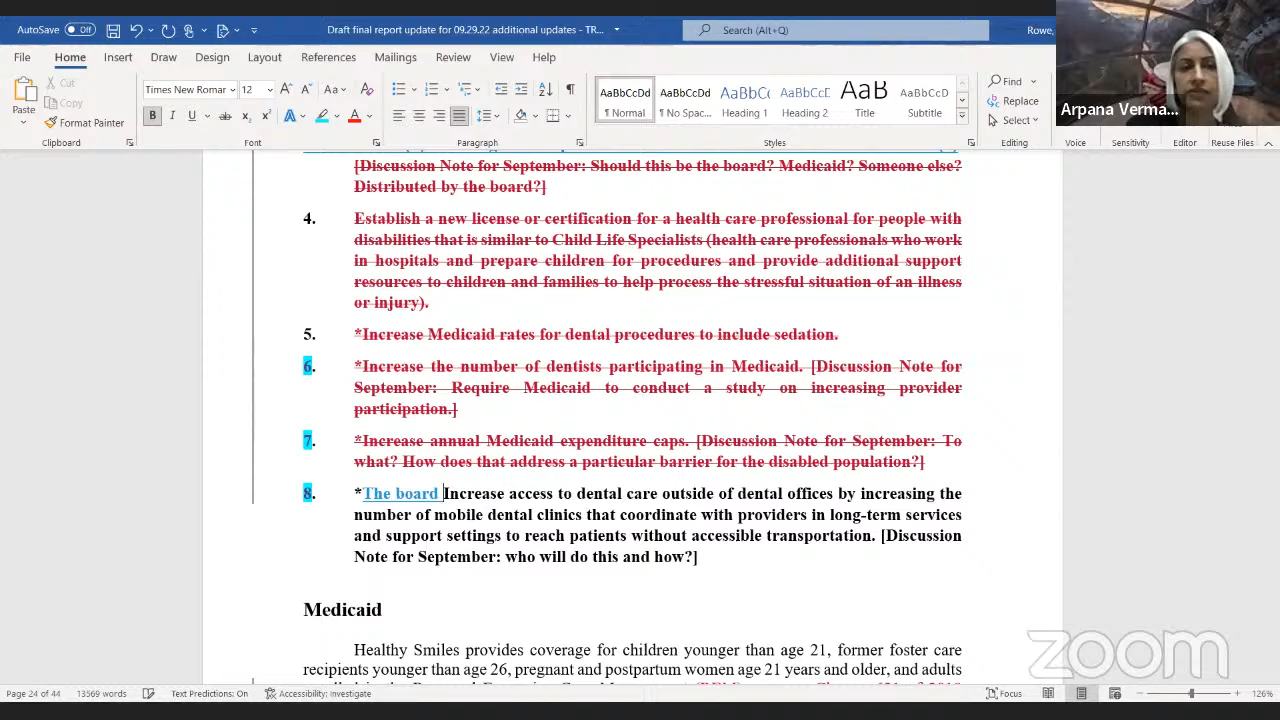 AutoSave Off Draft final report update for 09.29.22 additional updates - TR... Search (Alt+Q) Rowe,
File Home Insert Draw Design Layout References Mailings Review View Help
Paste
Cut
Copy
Format Painter
Clipboard
Times New Roman 12
Font
Paragraph
AaBbCcDd AaBbCcDd AaBbCc AaBbCcE AaB AaBbCcD
¶ Normal ¶ No Spac... Heading 1 Heading 2 Title Subtitle
Styles
Find
Replace
Select
Editing
Voice Sensitivity Editor Reuse Files
Arpana Verma...
[Discussion Note for September: Should this be the board? Medicaid? Someone else?
Distributed by the board?]
4. Establish a new license or certification for a health care professional for people with
disabilities that is similar to Child Life Specialists (health care professionals who work
in hospitals and prepare children for procedures and provide additional support
resources to children and families to help process the stressful situation of an illness
or injury).
5. *Increase Medicaid rates for dental procedures to include sedation.
6. *Increase the number of dentists participating in Medicaid. [Discussion Note for
September: Require Medicaid to conduct a study on increasing provider
participation.]
7. *Increase annual Medicaid expenditure caps. [Discussion Note for September: To
what? How does that address a particular barrier for the disabled population?]
8. *The board Increase access to dental care outside of dental offices by increasing the
number of mobile dental clinics that coordinate with providers in long-term services
and support settings to reach patients without accessible transportation. [Discussion
Note for September: who will do this and how?]
Medicaid
Healthy Smiles provides coverage for children younger than age 21, former foster care
recipients younger than age 26, pregnant and postpartum women age 21 years and older, and adults
zoom
Page 24 of 44 13569 words Text Predictions: On Accessibility: Investigate Focus 126%